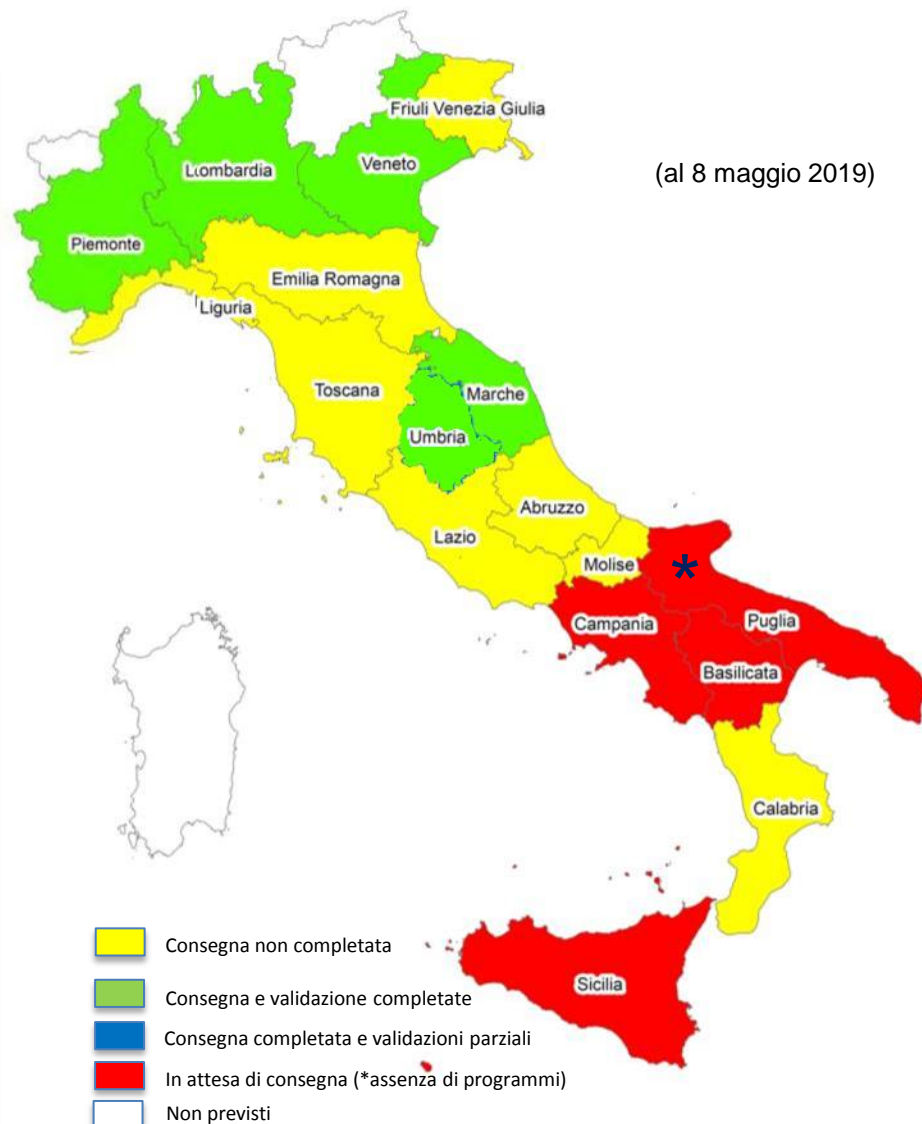 Friuli Venezia Giulia
Lombardia
Veneto
(al 8 maggio 2019)
Piemonte
Emilia Romagna
Liguria
Toscana
Marche
Umbria
Abruzzo
Lazio
Molise
*
Campania
Puglia
Basilicata
Calabria
Sicilia
Consegna non completata
Consegna e validazione completate
Consegna completata e validazioni parziali
In attesa di consegna (*assenza di programmi)
Non previsti